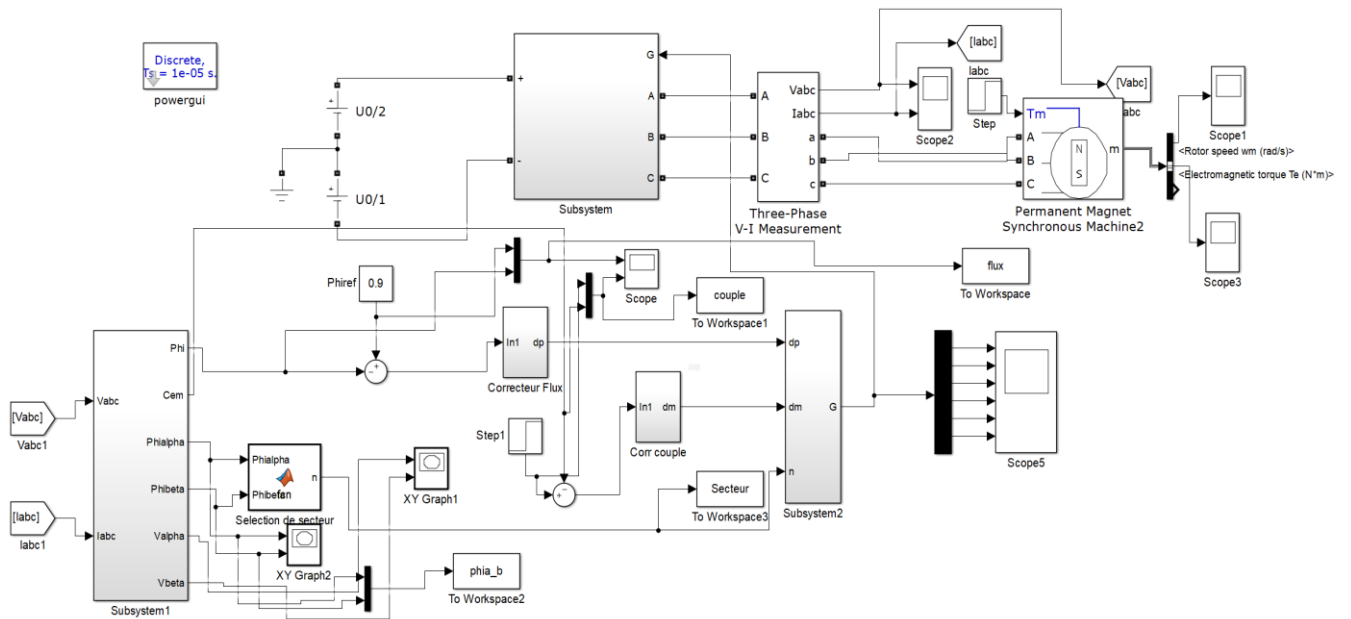 Discrete,
Ts = 1e-05 s.
powergui
+
U0/2
+
U0/1
+
-
G
A
B
C
Subsystem
A
B
C
Vabc
Iabc
a
b
c
Three-Phase
V-I Measurement
[Iabc]
Iabc
Scope2
Step
[Vabc]
abc
Tm
A
B
C
N
S
m
Permanent Magnet
Synchronous Machine2
Scope1
<Rotor speed wm (rad/s)>
<Electromagnetic torque Te (N*m)>
Scope3
Phiref
0.9
Scope
flux
To Workspace
couple
To Workspace1
In1
dp
Correcteur Flux
In1
dm
Corr couple
Step1
dp
dm
n
G
Subsystem2
Scope5
[Vabc]
Vabc1
[Iabc]
Iabc1
Vabc
Iabc
Phi
Cem
Phialpha
Phibeta
Valpha
Vbeta
Subsystem1
Phialpha
n
Selection de secteur
XY Graph1
XY Graph2
Secteur
To Workspace3
phia_b
To Workspace2